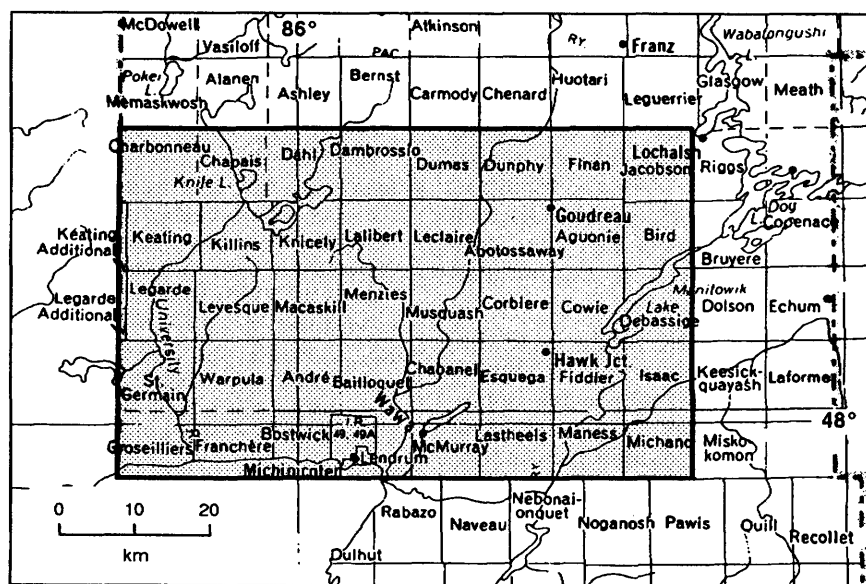 McDowell
86°
Atkinson
Vasiloff
PAC.
RY.
Franz
Wabatongushi
L.
Pokei
L.
Alanen
Bernst
Huotari
Glasgow
Meath
Memaskwosh
Ashley
Carmody
Chenard
Leguerrier
Charbonneau
Chapais
Dahl
Dambrossio
Dumas
Dunphy
Finan
Lochalsh
Jacobson
Riggs
Knife L.
Goudreau
Dog
L.
Copenace
Keating
Additional
Keating
Killins
Knicely
Lalibert
Leclaire
Abotossaway
Aguonie
Bird
Bruyere
Legarde
Additional
Legarde
Levesque
Macaskill
Menzies
Musquash
Corbiere
Cowie
Manitowik
Lake
Debassige
Dolson
Echum
University
R.
St.
Germain
Warpula
André
Bailloquet
Chabanel
Esquega
Hawk Jct
Fiddler
Isaac
Keesick-
quayash
Laforme
48°
Wawa
Groseilliers
Franchère
Bostwick
I.R.
49, 49A
McMurray
Lastheels
Maness
Michano
Misko
komon
Michipicoten
Lendrum
RY.
0 10 20
km
Rabazo
Naveau
Nebonai-
onquet
Noganosh
Pawis
Quill
Recollet
Dulhut